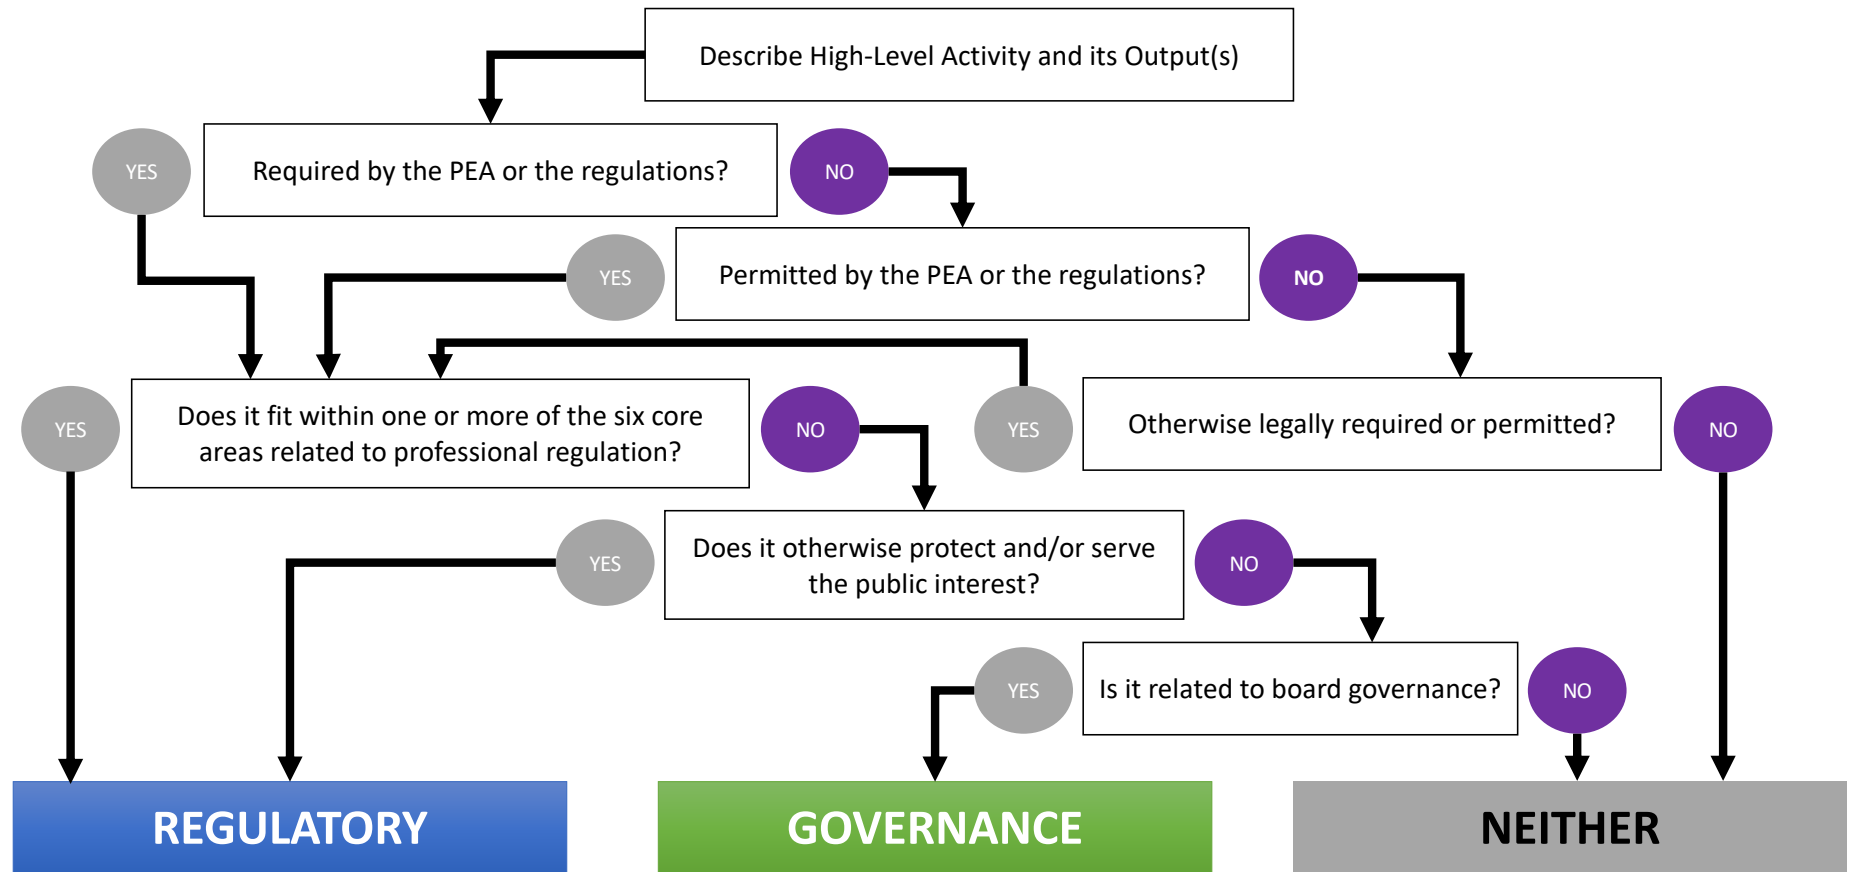 Describe High-Level Activity and its Output(s)
YES
Required by the PEA or the regulations?
NO
YES
Permitted by the PEA or the regulations?
NO
YES
Does it fit within one or more of the six core
areas related to professional regulation?
NO
YES
Otherwise legally required or permitted?
NO
YES
Does it otherwise protect and/or serve
the public interest?
NO
YES
Is it related to board governance?
NO
REGULATORY
GOVERNANCE
NEITHER